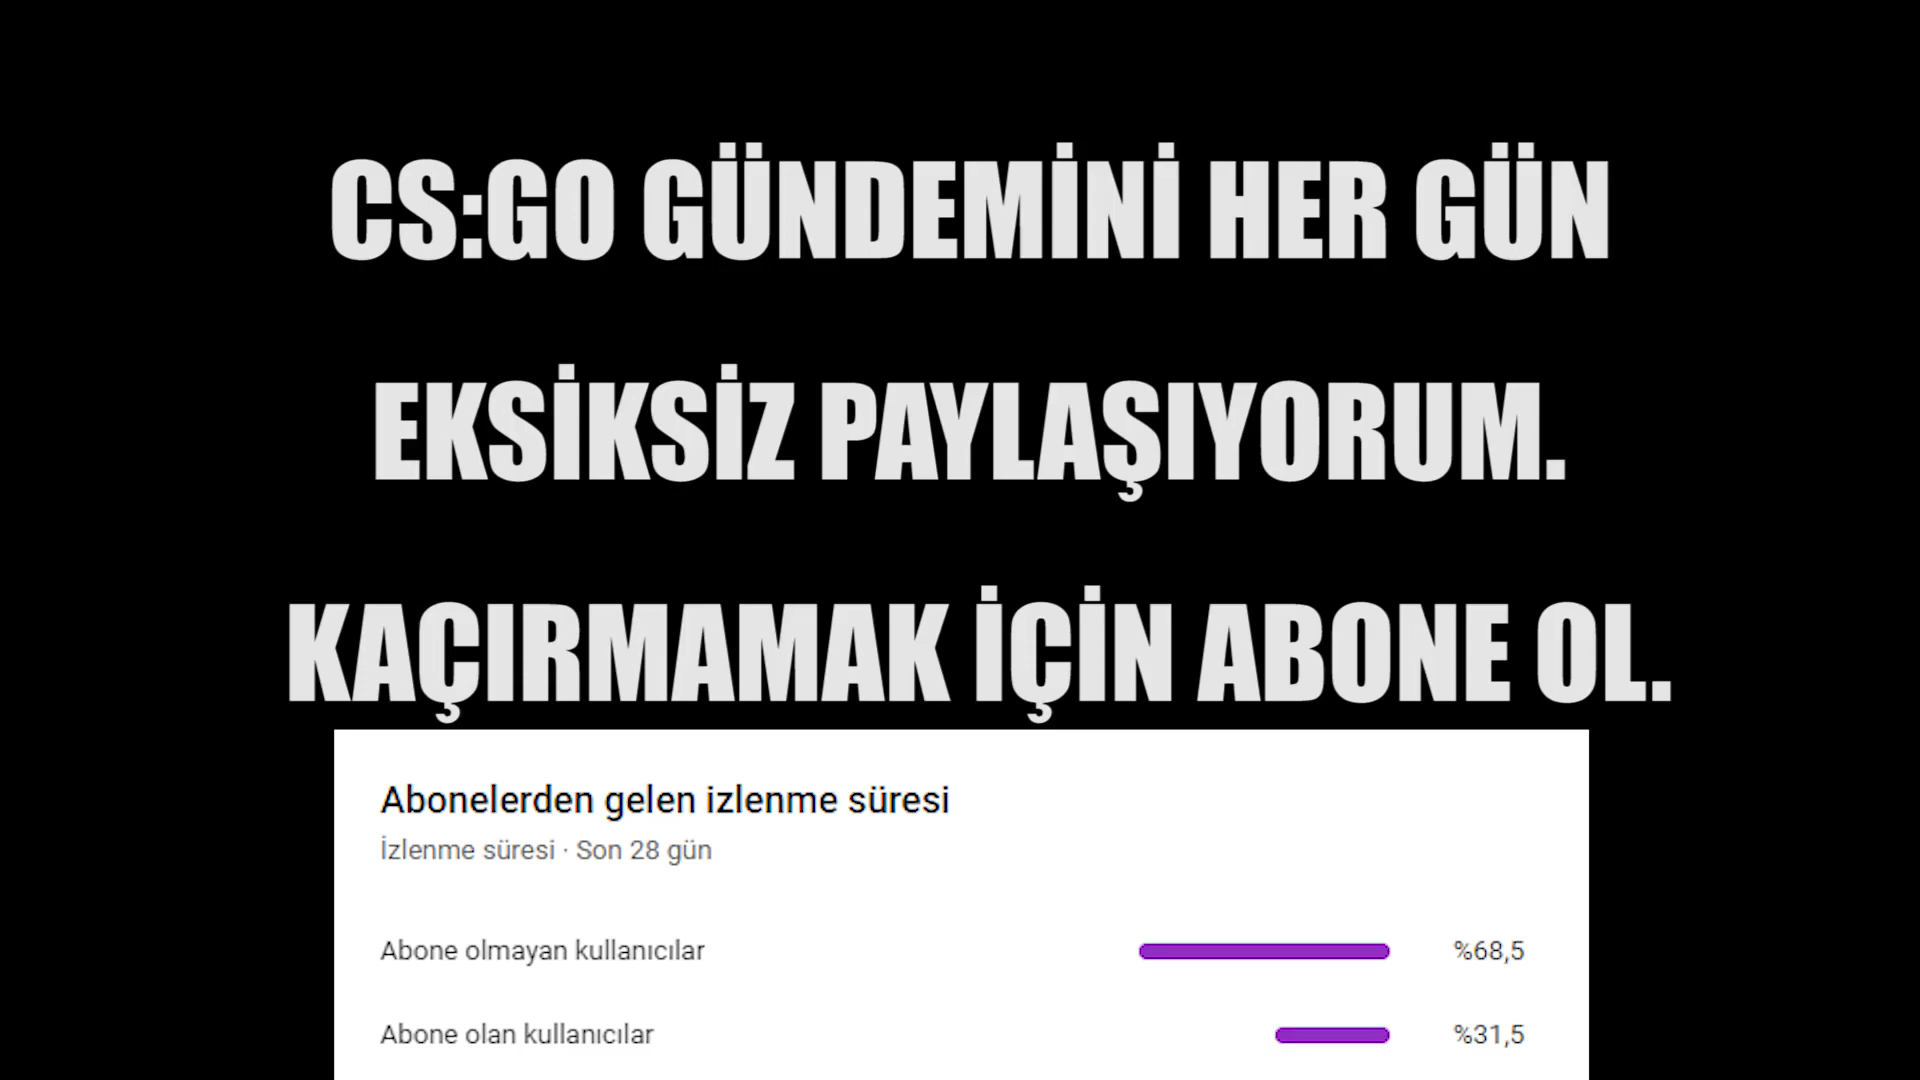 CS:GO GÜNDEMİNİ HER GÜN
EKSİKSİZ PAYLAŞIYORUM.
KAÇIRMAMAK İÇİN ABONE OL.
Abonelerden gelen izlenme süresi
İzlenme süresi · Son 28 gün
Abone olmayan kullanıcılar %68,5
Abone olan kullanıcılar %31,5